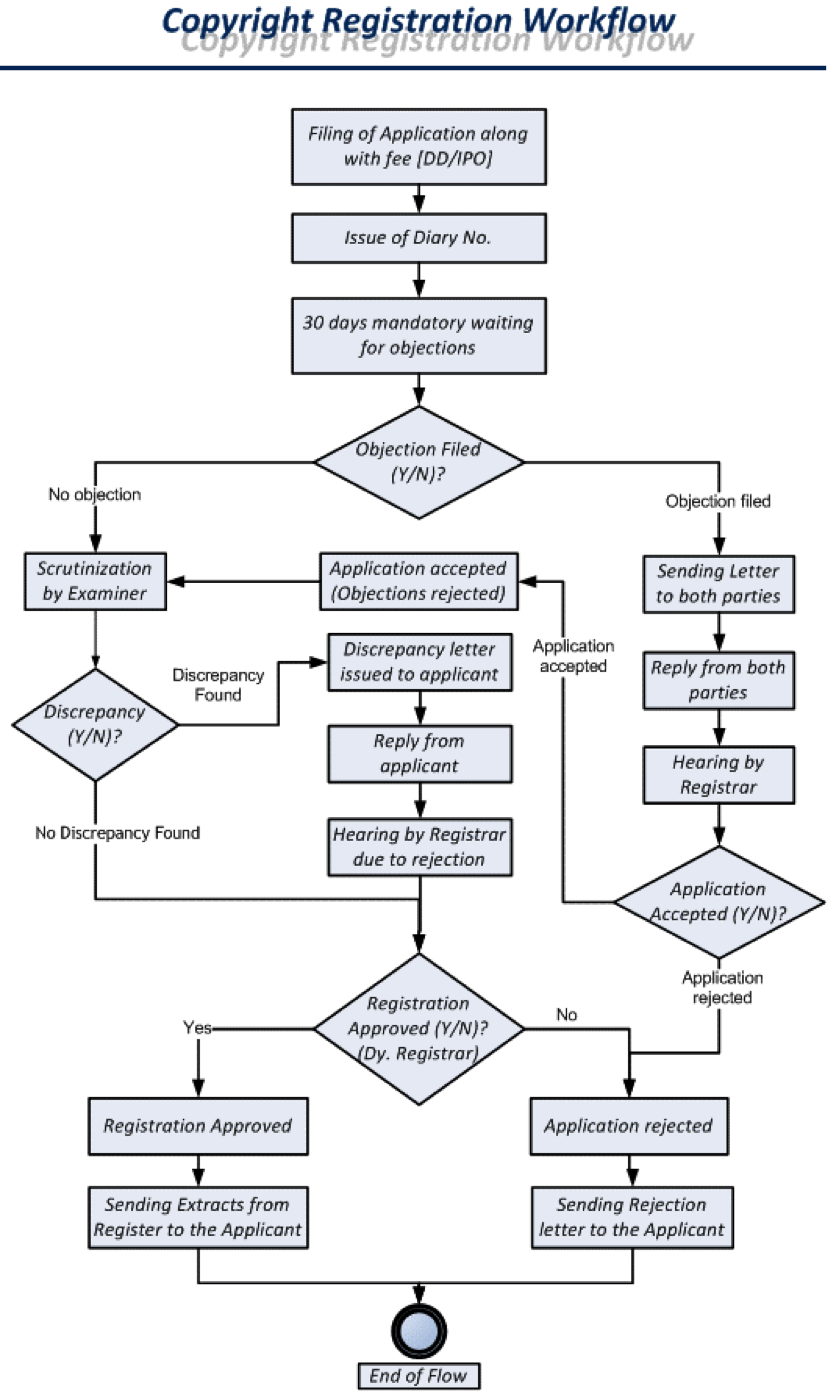 Copyright Registration Workflow
Filing of Application along
with fee [DD/IPO]
Issue of Diary No.
30 days mandatory waiting
for objections
Objection Filed
(Y/N)?
No objection
Objection filed
Scrutinization
by Examiner
Application accepted
(Objections rejected)
Sending Letter
to both parties
Application
accepted
Discrepancy letter
issued to applicant
Discrepancy
Found
Reply from both
parties
Discrepancy
(Y/N)?
Reply from
applicant
Hearing by
Registrar
No Discrepancy Found
Hearing by Registrar
due to rejection
Application
Accepted (Y/N)?
Application
rejected
Registration
Approved (Y/N)?
(Dy. Registrar)
Yes
No
Registration Approved
Application rejected
Sending Extracts from
Register to the Applicant
Sending Rejection
letter to the Applicant
End of Flow